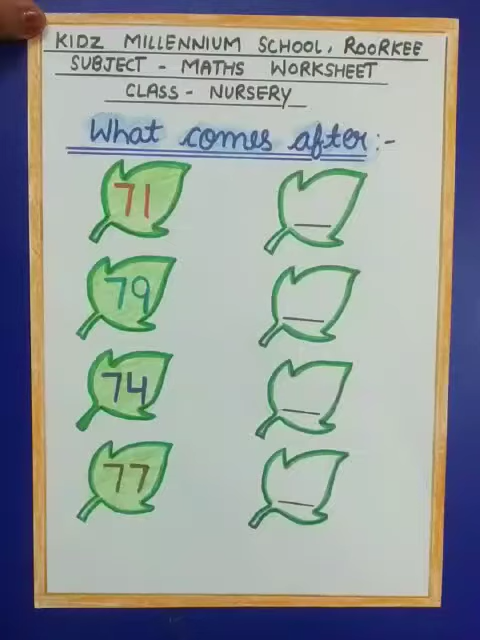 KIDZ MILLENNIUM SCHOOL, ROORKEE
SUBJECT - MATHS WORKSHEET
CLASS - NURSERY
What comes after:-
71
79
74
77